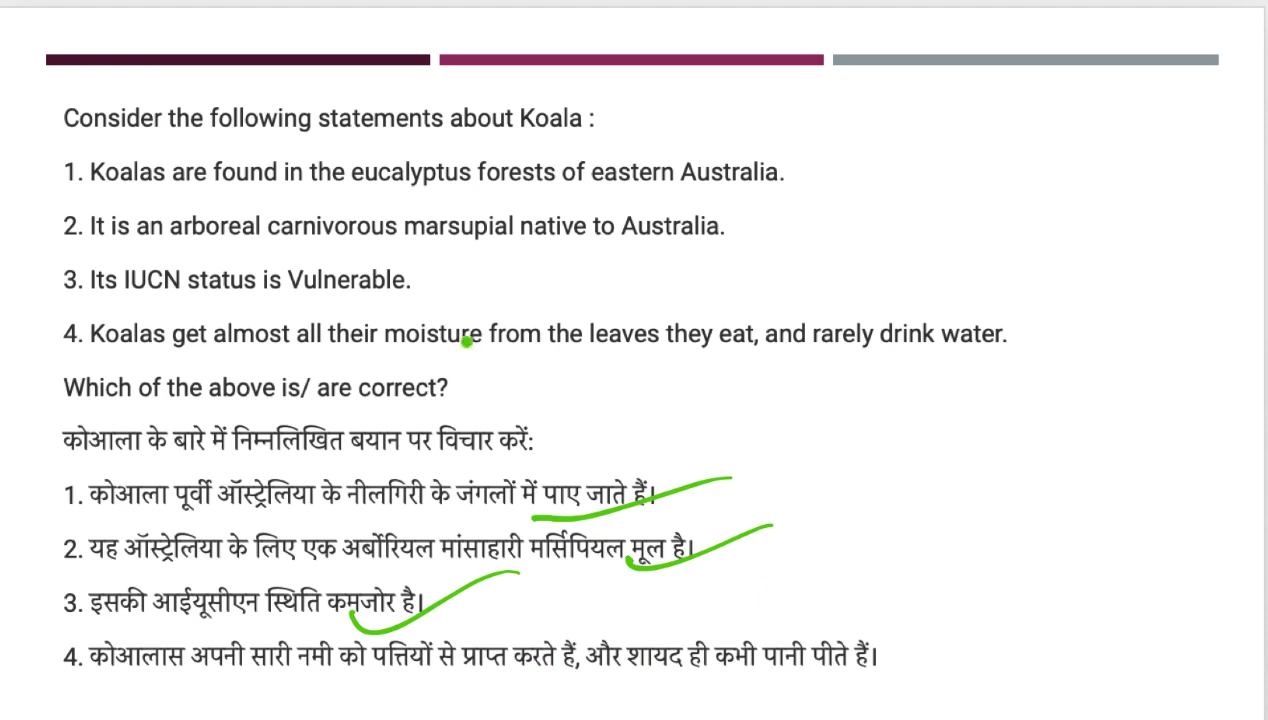 Consider the following statements about Koala :
1. Koalas are found in the eucalyptus forests of eastern Australia.
2. It is an arboreal carnivorous marsupial native to Australia.
3. Its IUCN status is Vulnerable.
4. Koalas get almost all their moisture from the leaves they eat, and rarely drink water.
Which of the above is/ are correct?
कोआला के बारे में निम्नलिखित बयान पर विचार करें:
1. कोआला पूर्वी ऑस्ट्रेलिया के नीलगिरी के जंगलों में पाए जाते हैं।
2. यह ऑस्ट्रेलिया के लिए एक अर्बोरियल मांसाहारी मर्सिपियल मूल है।
3. इसकी आईयूसीएन स्थिति कमजोर है।
4. कोआलास अपनी सारी नमी को पत्तियों से प्राप्त करते हैं, और शायद ही कभी पानी पीते हैं।